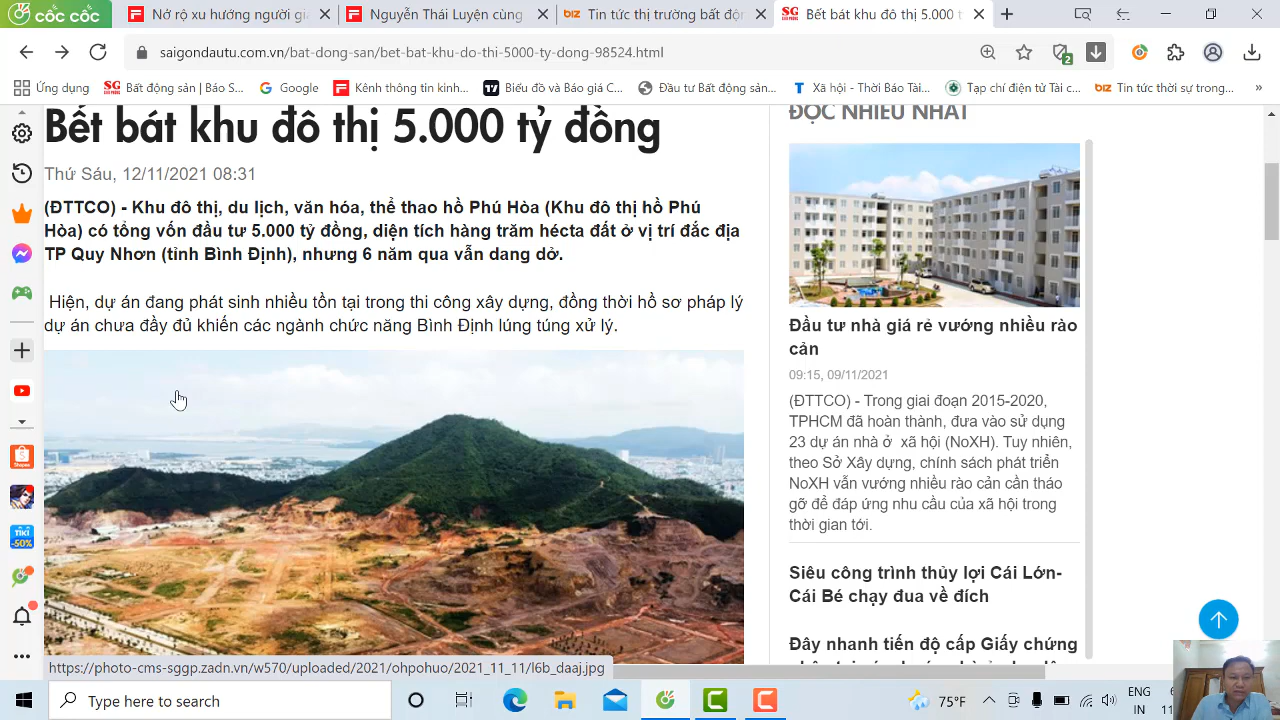 cốc cốc
Nở rộ xu hướng người gi
Nguyễn Thái Luyện cùng
BIZ Tin tức thị trường bất độn
SG Bết bát khu đô thị 5.000 t
saigondautu.com.vn/bat-dong-san/bet-bat-khu-do-thi-5000-ty-dong-98524.html
2
Ứng dụng
SG Bất động sản | Báo S...
Google
Kênh thông tin kinh...
Biểu đồ và Báo giá C...
Đầu tư Bất động sản...
T Xã hội - Thời Báo Tài...
Tạp chí điện tử Tài c...
BIZ Tin tức thời sự trong...
»
Bết bát khu đô thị 5.000 tỷ đồng
Thứ Sáu, 12/11/2021 08:31
(ĐTTCO) - Khu đô thị, du lịch, văn hóa, thể thao hồ Phú Hòa (Khu đô thị hồ Phú
Hòa) có tổng vốn đầu tư 5.000 tỷ đồng, diện tích hàng trăm hécta đất ở vị trí đắc địa
TP Quy Nhơn (tỉnh Bình Định), nhưng 6 năm qua vẫn dang dở.
Hiện, dự án đang phát sinh nhiều tồn tại trong thi công xây dựng, đồng thời hồ sơ pháp lý
dự án chưa đầy đủ khiến các ngành chức năng Bình Định lúng túng xử lý.
ĐỌC NHIỀU NHẤT
Đầu tư nhà giá rẻ vướng nhiều rào
cản
09:15, 09/11/2021
(ĐTTCO) - Trong giai đoạn 2015-2020,
TPHCM đã hoàn thành, đưa vào sử dụng
23 dự án nhà ở xã hội (NoXH). Tuy nhiên,
theo Sở Xây dựng, chính sách phát triển
NoXH vẫn vướng nhiều rào cản cần tháo
gỡ để đáp ứng nhu cầu của xã hội trong
thời gian tới.
Siêu công trình thủy lợi Cái Lớn-
Cái Bé chạy đua về đích
Đẩy nhanh tiến độ cấp Giấy chứng
Shopee
TIKI
-50%
https://photo-cms-sggp.zadn.vn/w570/uploaded/2021/ohpohuo/2021_11_11/l6b_daaj.jpg
Type here to search
75°F
ENG
IN